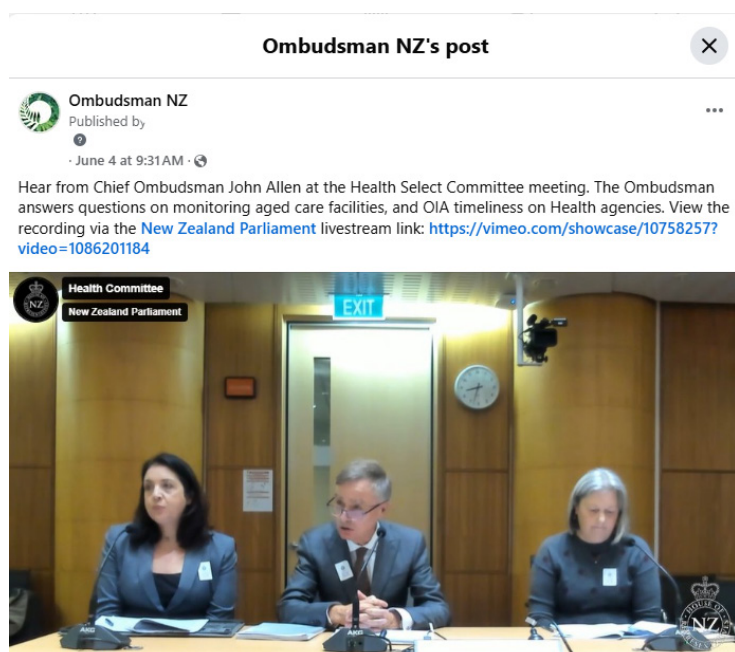 Ombudsman NZ's post
Ombudsman NZ
Published by
· June 4 at 9:31 AM ·
Hear from Chief Ombudsman John Allen at the Health Select Committee meeting. The Ombudsman
answers questions on monitoring aged care facilities, and OIA timeliness on Health agencies. View the
recording via the New Zealand Parliament livestream link: https://vimeo.com/showcase/10758257?
video=1086201184
NZ
Health Committee
New Zealand Parliament
EXIT
AKG
AKG
AKG
HOUSE OF
NZ